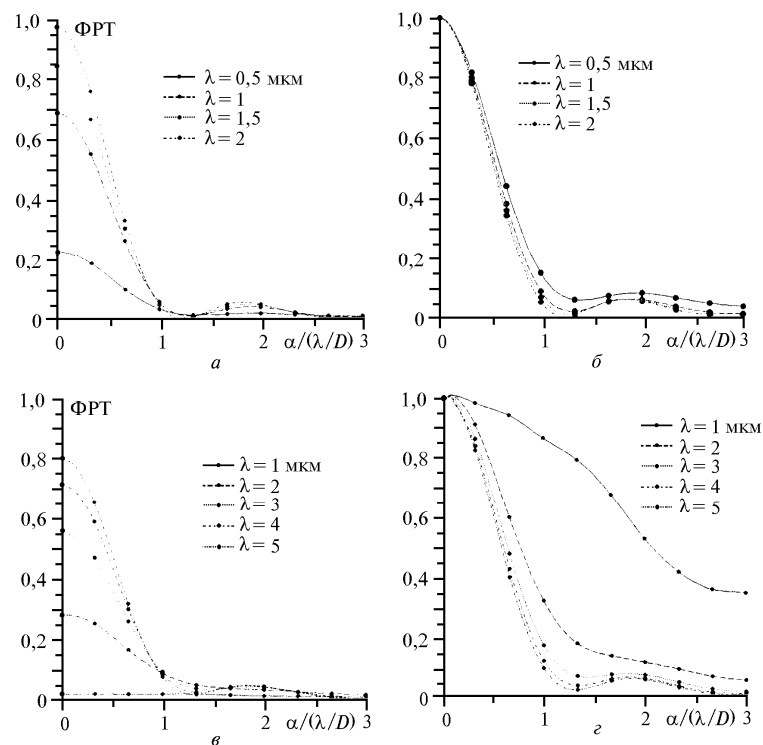 1,0
ФРТ
0,8
0,6
0,4
0,2
0
λ = 0,5 мкм
λ = 1
λ = 1,5
λ = 2
0 1 2 α/(λ/D) 3
а
1,0
0,8
0,6
0,4
0,2
0
λ = 0,5 мкм
λ = 1
λ = 1,5
λ = 2
0 1 2 α/(λ/D) 3
б
1,0
ФРТ
0,8
0,6
0,4
0,2
0
λ = 1 мкм
λ = 2
λ = 3
λ = 4
λ = 5
0 1 2 α/(λ/D) 3
в
1,0
0,8
0,6
0,4
0,2
0
λ = 1 мкм
λ = 2
λ = 3
λ = 4
λ = 5
0 1 2 α/(λ/D) 3
г